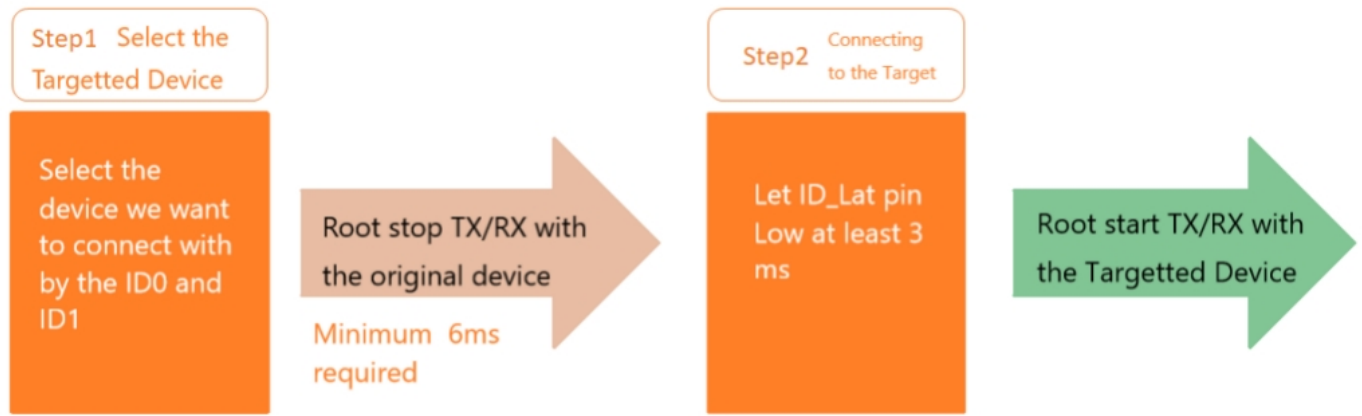 Step1 Select the
Targetted Device
Select the
device we want
to connect with
by the ID0 and
ID1
Root stop TX/RX with
the original device
Minimum 6ms
required
Step2 Connecting
to the Target
Let ID_Lat pin
Low at least 3
ms
Root start TX/RX with
the Targetted Device